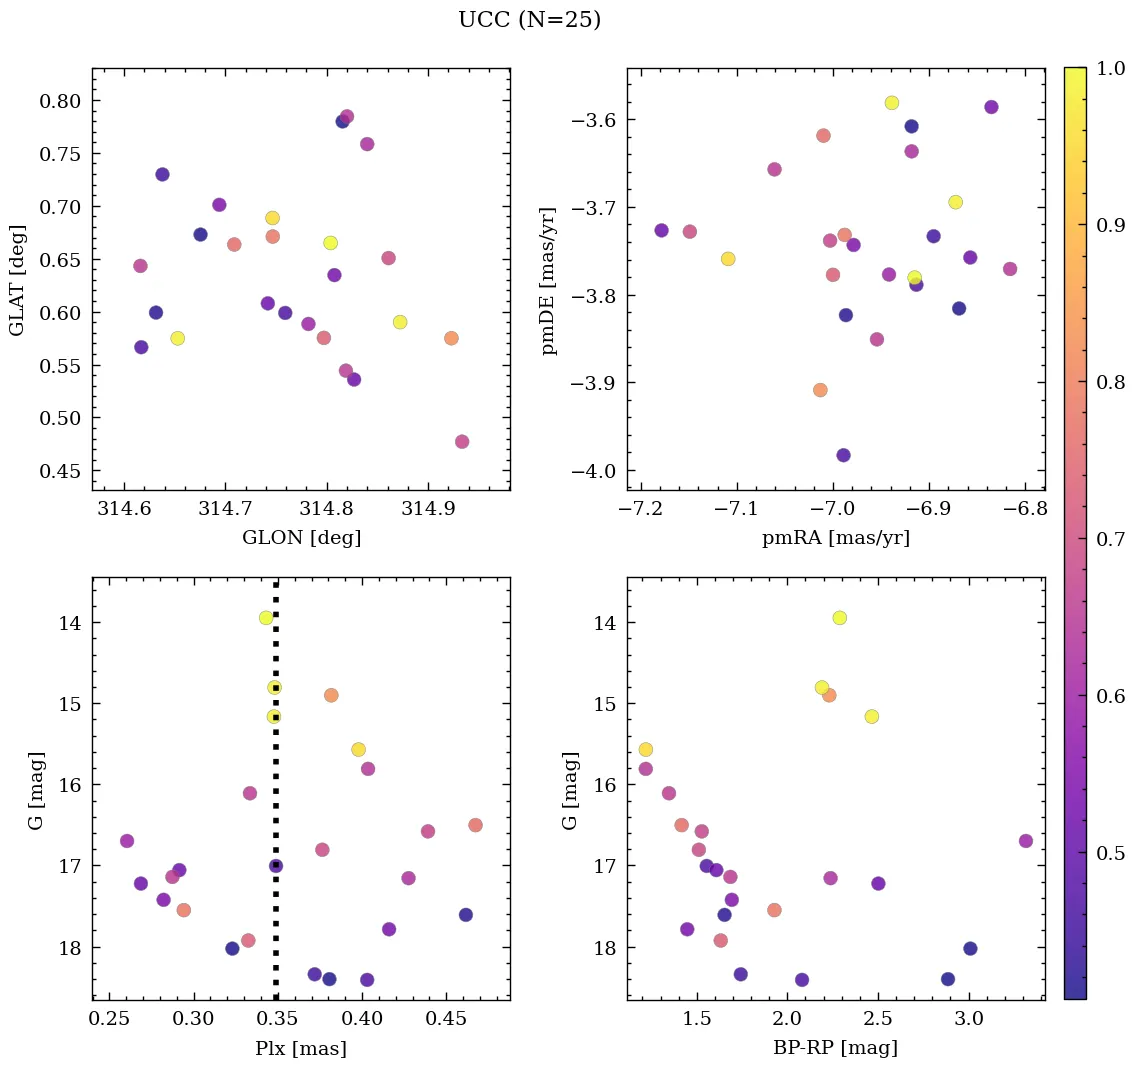 UCC (N=25)
0.80
0.75
0.70
0.65
0.60
0.55
0.50
0.45
GLAT [deg]
314.6 314.7 314.8 314.9
GLON [deg]
−3.6
−3.7
−3.8
−3.9
−4.0
pmDE [mas/yr]
−7.2 −7.1 −7.0 −6.9 −6.8
pmRA [mas/yr]
14
15
16
17
18
G [mag]
0.25 0.30 0.35 0.40 0.45
Plx [mas]
14
15
16
17
18
G [mag]
1.5 2.0 2.5 3.0
BP-RP [mag]
1.0
0.9
0.8
0.7
0.6
0.5